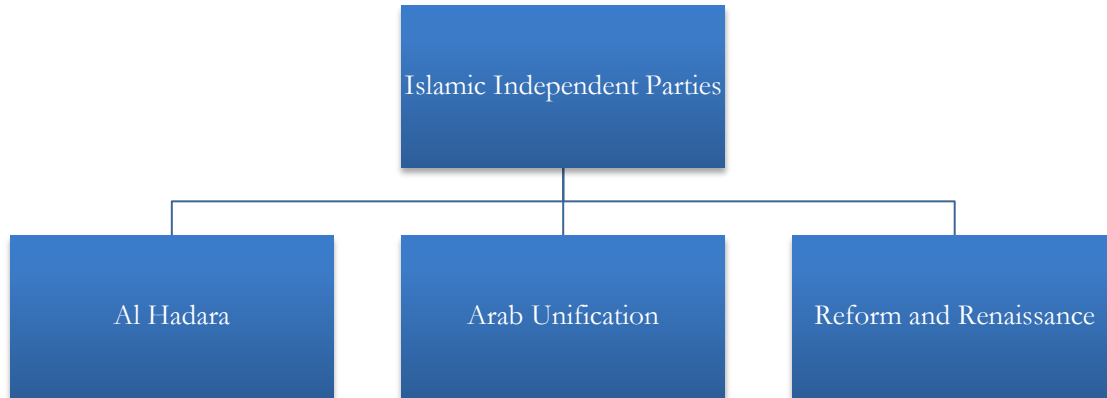 Islamic Independent Parties
Al Hadara
Arab Unification
Reform and Renaissance